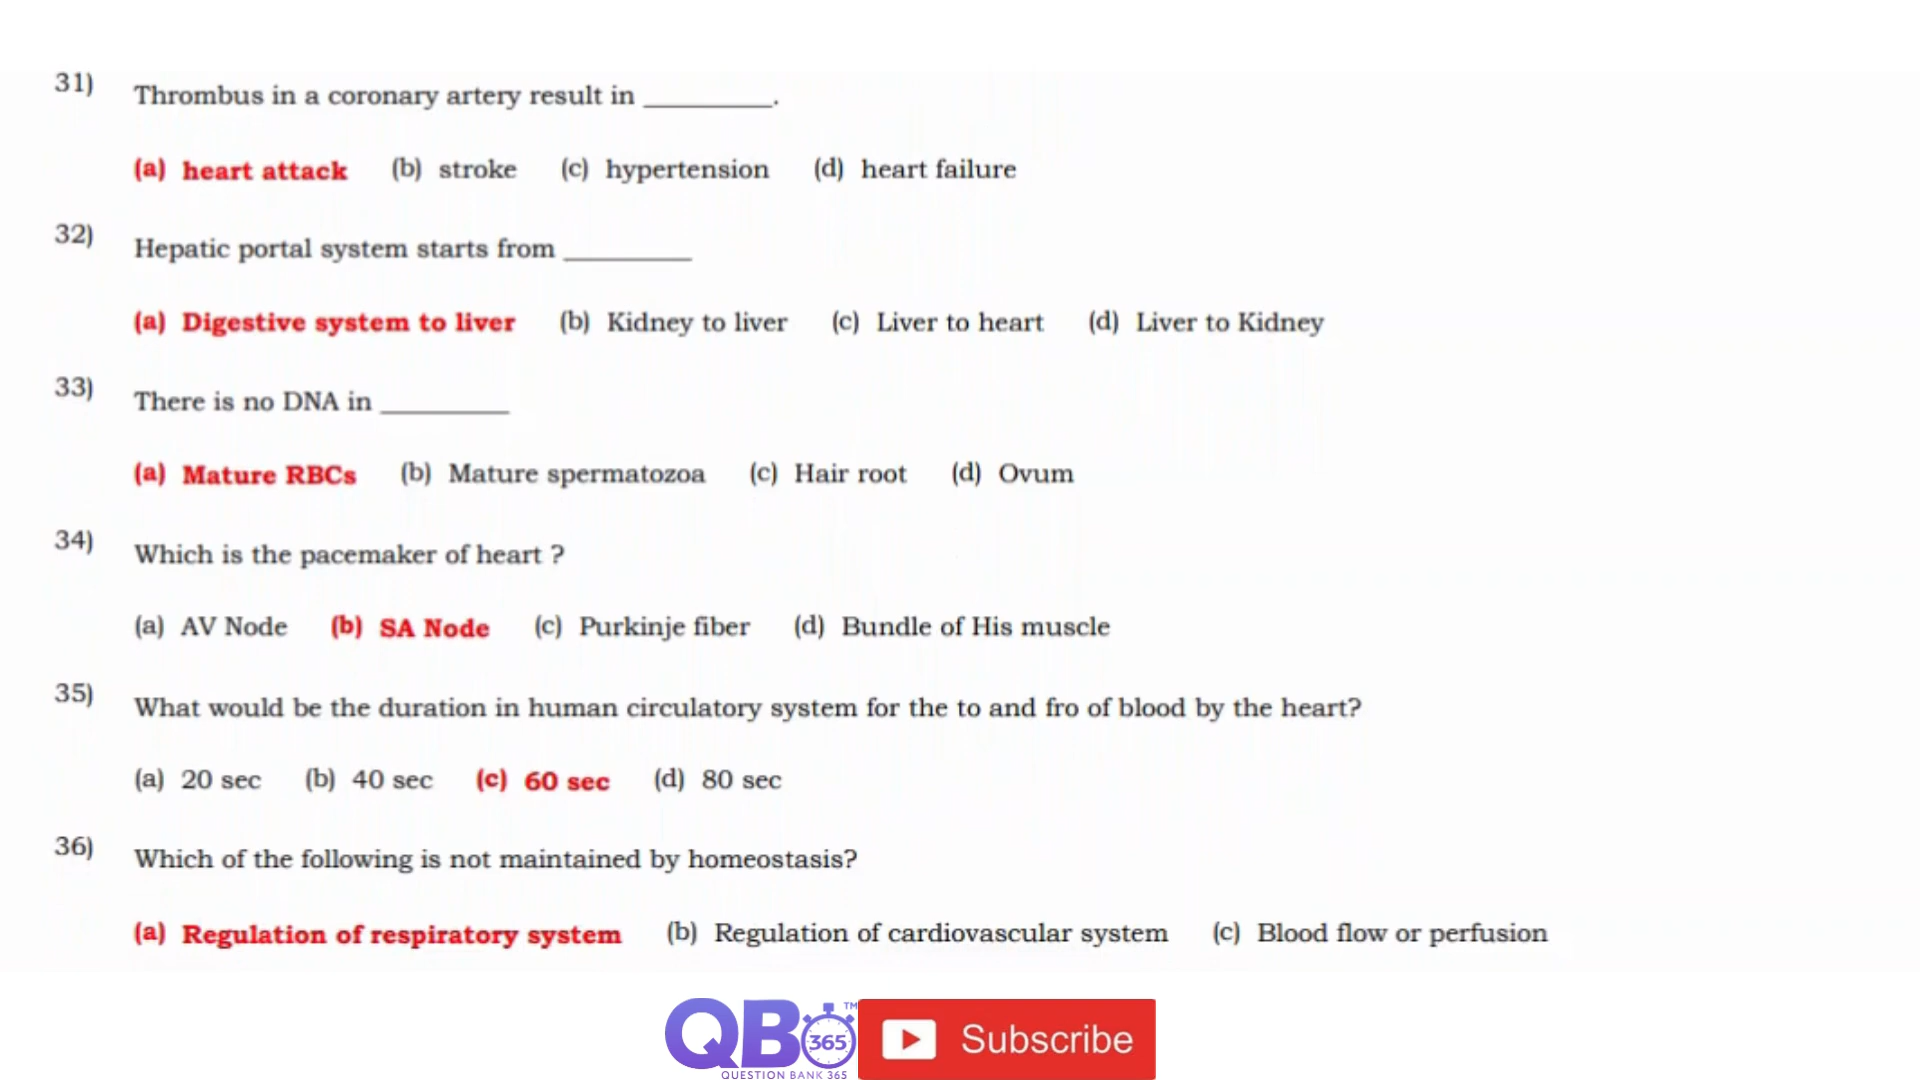 31) Thrombus in a coronary artery result in _________.
(a) heart attack (b) stroke (c) hypertension (d) heart failure
32) Hepatic portal system starts from _________
(a) Digestive system to liver (b) Kidney to liver (c) Liver to heart (d) Liver to Kidney
33) There is no DNA in _________
(a) Mature RBCs (b) Mature spermatozoa (c) Hair root (d) Ovum
34) Which is the pacemaker of heart ?
(a) AV Node (b) SA Node (c) Purkinje fiber (d) Bundle of His muscle
35) What would be the duration in human circulatory system for the to and fro of blood by the heart?
(a) 20 sec (b) 40 sec (c) 60 sec (d) 80 sec
36) Which of the following is not maintained by homeostasis?
(a) Regulation of respiratory system (b) Regulation of cardiovascular system (c) Blood flow or perfusion
QB 365 TM
QUESTION BANK 365
Subscribe